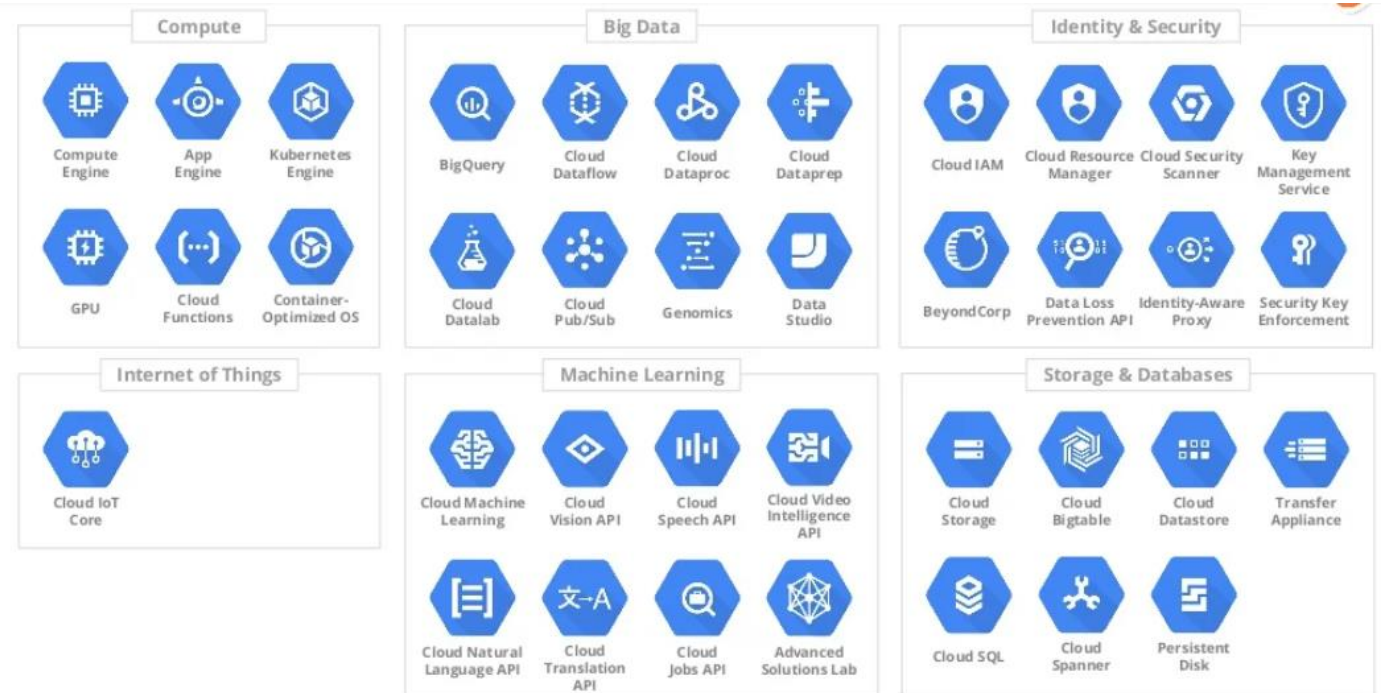 Compute
Compute
Engine
App
Engine
Kubernetes
Engine
GPU
Cloud
Functions
Container-
Optimized OS
Big Data
BigQuery
Cloud
Dataflow
Cloud
Dataproc
Cloud
Dataprep
Cloud
Datalab
Cloud
Pub/Sub
Genomics
Data
Studio
Identity & Security
Cloud IAM
Cloud Resource
Manager
Cloud Security
Scanner
Key
Management
Service
BeyondCorp
Data Loss
Prevention API
Identity-Aware
Proxy
Security Key
Enforcement
Internet of Things
Cloud IoT
Core
Machine Learning
Cloud Machine
Learning
Cloud
Vision API
Cloud
Speech API
Cloud Video
Intelligence
API
Cloud Natural
Language API
文→A
Cloud
Translation
API
Cloud
Jobs API
Advanced
Solutions Lab
Storage & Databases
Cloud
Storage
Cloud
Bigtable
Cloud
Datastore
Transfer
Appliance
Cloud SQL
Cloud
Spanner
Persistent
Disk